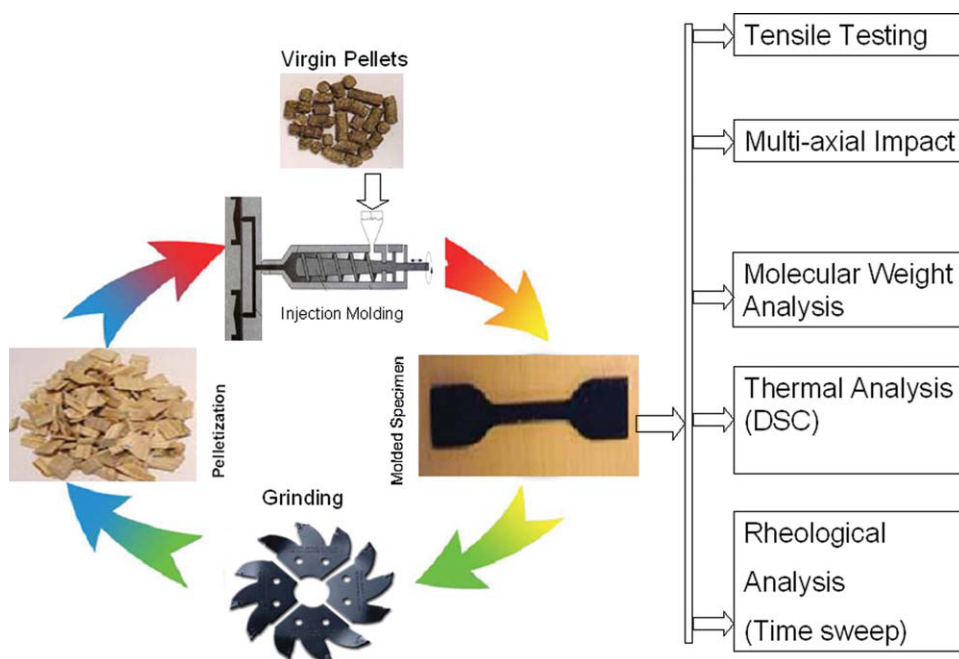 Virgin Pellets
Injection Molding
Molded Specimen
Grinding
Pelletization
Tensile Testing
Multi-axial Impact
Molecular Weight
Analysis
Thermal Analysis
(DSC)
Rheological
Analysis
(Time sweep)